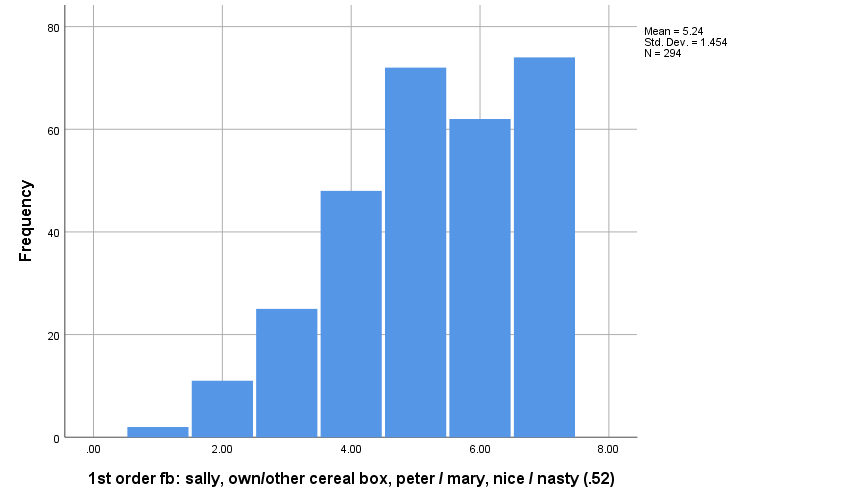 Mean = 5.24
Std. Dev. = 1.454
N = 294
80
60
40
20
0
Frequency
.00
2.00
4.00
6.00
8.00
1st order fb: sally, own/other cereal box, peter / mary, nice / nasty (.52)